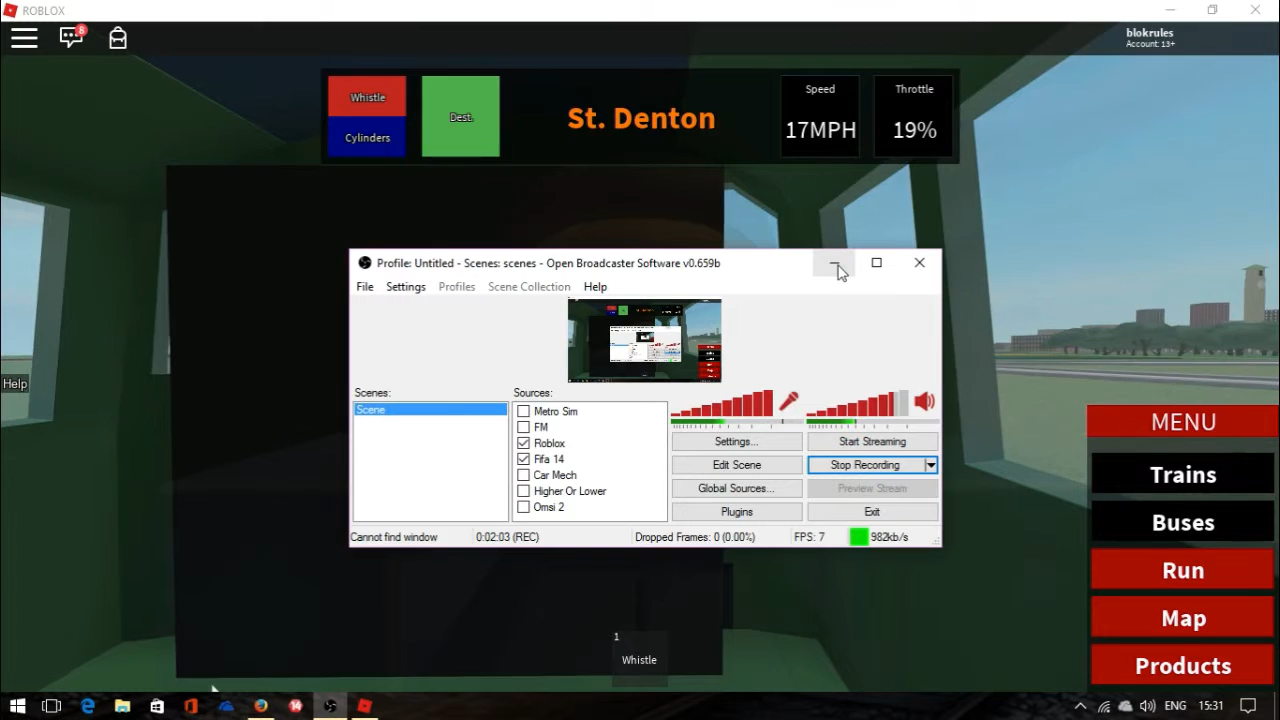 ROBLOX
8
blokrules
Account: 13+
Whistle
Cylinders
Dest.
St. Denton
Speed
17MPH
Throttle
19%
Profile: Untitled - Scenes: scenes - Open Broadcaster Software v0.659b
File Settings Profiles Scene Collection Help
Scenes:
Scene
Sources:
Metro Sim
FM
Roblox
Fifa 14
Car Mech
Higher Or Lower
Omsi 2
Settings...
Start Streaming
Edit Scene
Stop Recording
Global Sources...
Preview Stream
Plugins
Exit
Cannot find window
0:02:03 (REC)
Dropped Frames: 0 (0.00%)
FPS: 7
982kb/s
Help
MENU
Trains
Buses
Run
Map
Products
1
Whistle
14
ENG
15:31